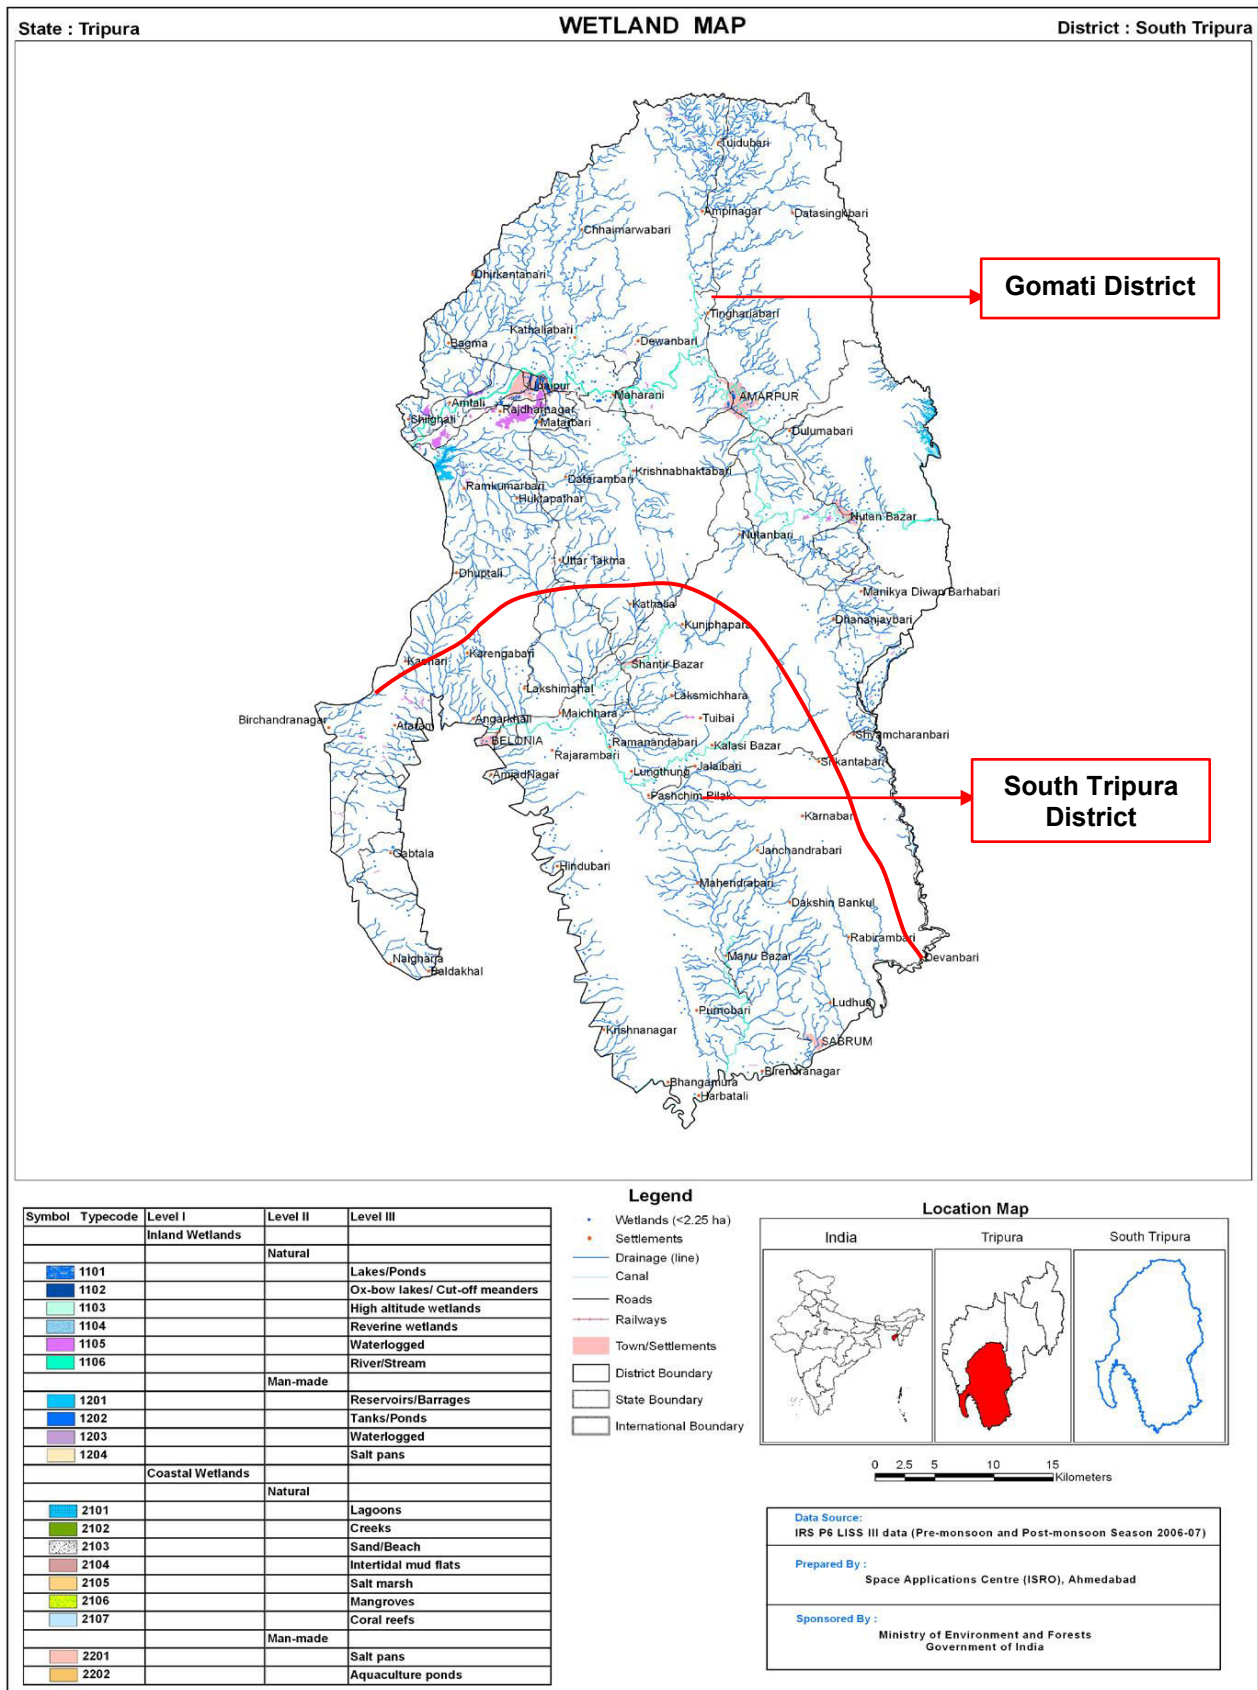 State : Tripura
WETLAND MAP
District : South Tripura
Tuidubari
Ampinagar
Datasingkbari
Chhaimarwabari
Dhirkantanari
Gomati District
Tinghariabari
Kathaliabari
Dewanbari
Bagma
Udaipur
Maharani
AMARPUR
Amtali
Rajdharnagar
Shilghati
Matarbari
Dulumabari
Krishnabhaktabari
Datarambari
Ramkumarbari
Huktapathar
Nutan Bazar
Nutanbari
Uttar Takma
Dhuptali
Manikya Diwan Barhabari
Kathalia
Dhananjaybari
Kunjphapara
Karengabari
Kashari
Shantir Bazar
Lakshimahal
Laksmichhara
Maichhara
Birchandranagar
Ataram
Angarkhali
Tuibai
Shyamcharanbari
BELONIA
Ramanandabari
Kalasi Bazar
Rajarambari
Srikantabari
AmjadNagar
Lungthung
Jalaibari
South Tripura
District
Pashchim Pilak
Karnabari
Gabtala
Janchandrabari
Hindubari
Mahendrabari
Dakshin Bankul
Rabirambari
Nalgharia
Baldakhal
Manu Bazar
Devanbari
Ludhua
Purnobari
Krishnanagar
SABRUM
Birendranagar
Bhangamura
Harbatali
Symbol Typecode Level I Level II Level III
Inland Wetlands
Natural
1101 Lakes/Ponds
1102 Ox-bow lakes/ Cut-off meanders
1103 High altitude wetlands
1104 Reverine wetlands
1105 Waterlogged
1106 River/Stream
Man-made
1201 Reservoirs/Barrages
1202 Tanks/Ponds
1203 Waterlogged
1204 Salt pans
Coastal Wetlands
Natural
2101 Lagoons
2102 Creeks
2103 Sand/Beach
2104 Intertidal mud flats
2105 Salt marsh
2106 Mangroves
2107 Coral reefs
Man-made
2201 Salt pans
2202 Aquaculture ponds
Legend
Wetlands (<2.25 ha)
Settlements
Drainage (line)
Canal
Roads
Railways
Town/Settlements
District Boundary
State Boundary
International Boundary
Location Map
India Tripura South Tripura
0 2.5 5 10 15
Kilometers
Data Source:
IRS P6 LISS III data (Pre-monsoon and Post-monsoon Season 2006-07)
Prepared By :
Space Applications Centre (ISRO), Ahmedabad
Sponsored By :
Ministry of Environment and Forests
Government of India